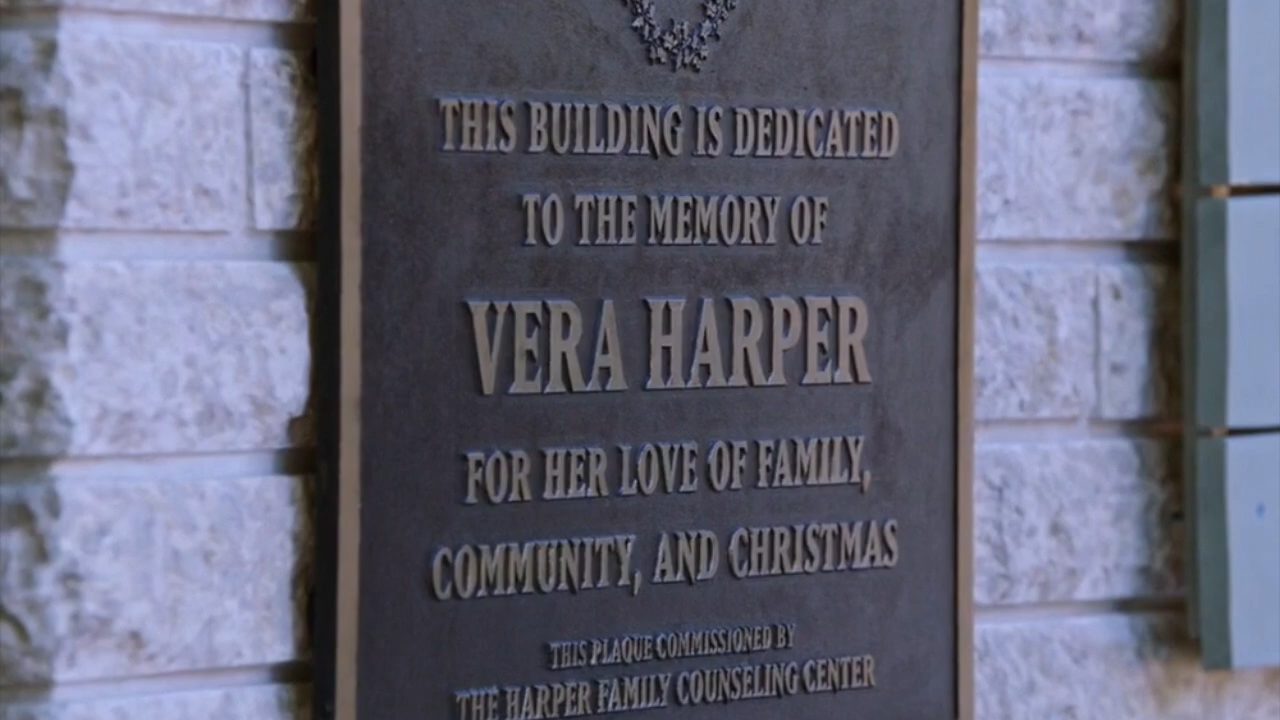 THIS BUILDING IS DEDICATED
TO THE MEMORY OF
VERA HARPER
FOR HER LOVE OF FAMILY,
COMMUNITY, AND CHRISTMAS
THIS PLAQUE COMMISSIONED BY
THE HARPER FAMILY COUNSELING CENTER